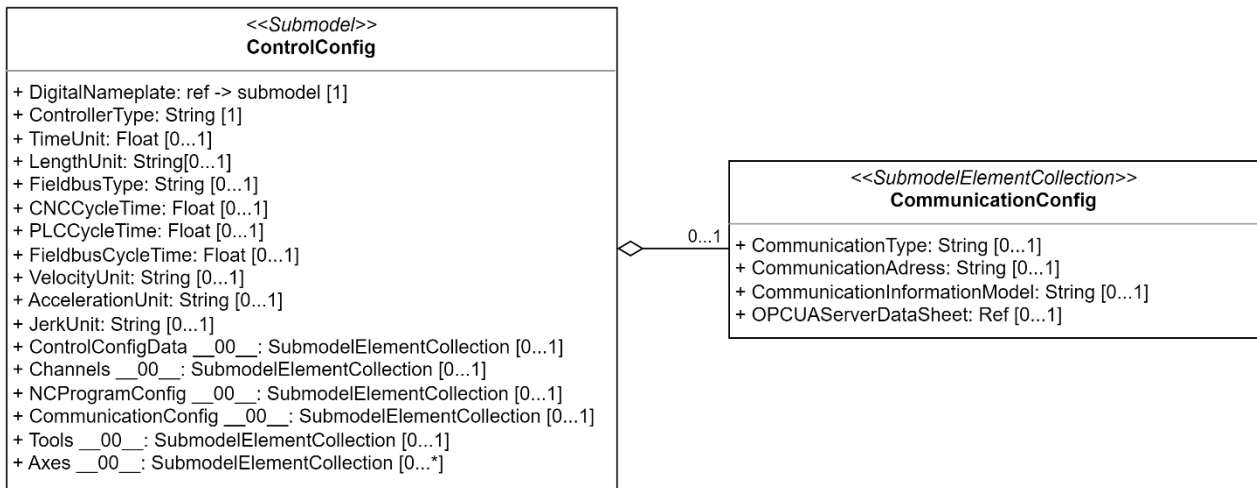 <<Submodel>>
ControlConfig
+ DigitalNameplate: ref -> submodel [1]
+ ControllerType: String [1]
+ TimeUnit: Float [0...1]
+ LengthUnit: String[0...1]
+ FieldbusType: String [0...1]
+ CNCCycleTime: Float [0...1]
+ PLCCycleTime: Float [0...1]
+ FieldbusCycleTime: Float [0...1]
+ VelocityUnit: String [0...1]
+ AccelerationUnit: String [0...1]
+ JerkUnit: String [0...1]
+ ControlConfigData __00__: SubmodelElementCollection [0...1]
+ Channels __00__: SubmodelElementCollection [0...1]
+ NCProgramConfig __00__: SubmodelElementCollection [0...1]
+ CommunicationConfig __00__: SubmodelElementCollection [0...1]
+ Tools __00__: SubmodelElementCollection [0...1]
+ Axes __00__: SubmodelElementCollection [0...*]
0...1
<<SubmodelElementCollection>>
CommunicationConfig
+ CommunicationType: String [0...1]
+ CommunicationAdress: String [0...1]
+ CommunicationInformationModel: String [0...1]
+ OPCUAServerDataSheet: Ref [0...1]